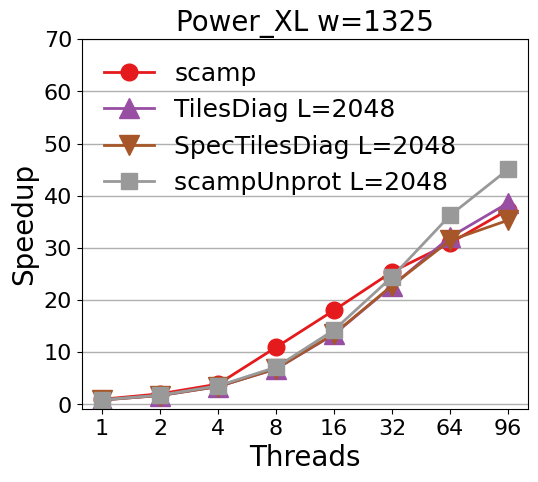 Power_XL w=1325
70
60
50
40
30
20
10
0
Speedup
scamp
TilesDiag L=2048
SpecTilesDiag L=2048
scampUnprot L=2048
1 2 4 8 16 32 64 96
Threads